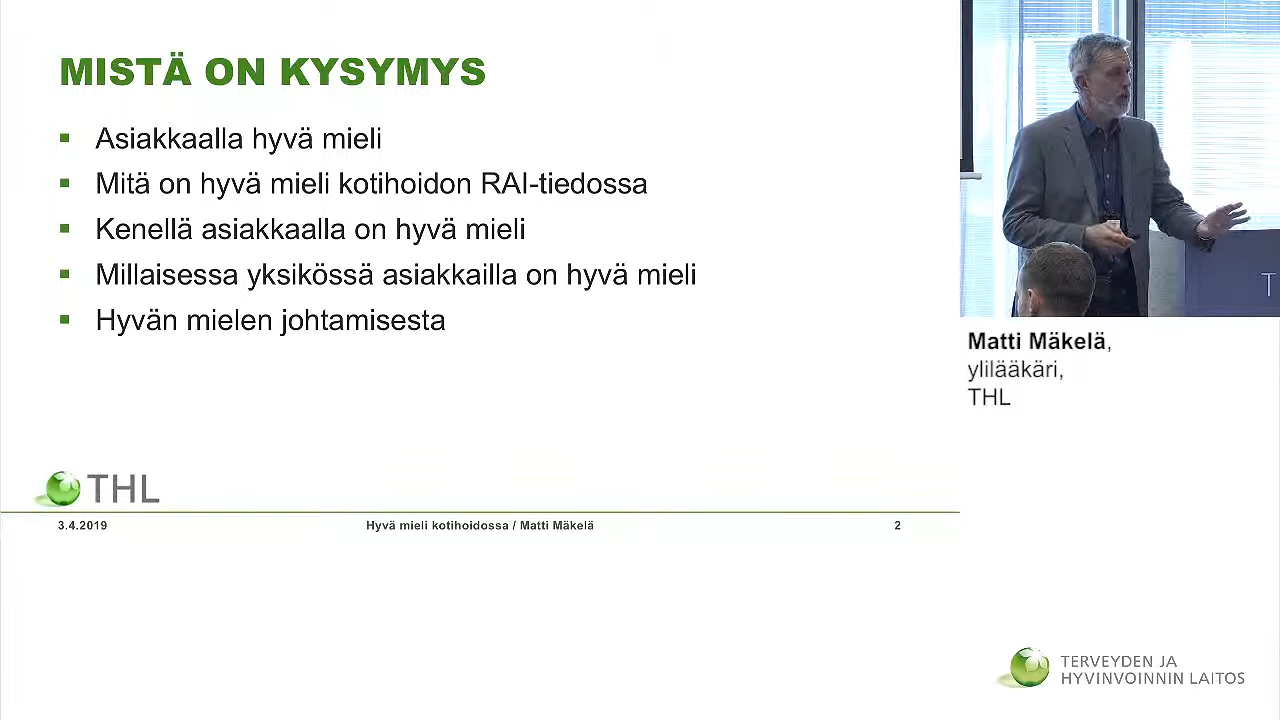 MISTÄ ON KYSYMYS
▪ Asiakkaalla hyvä mieli
▪ Mitä on hyvä mieli kotihoidon RAI-tiedossa
▪ Kenellä asiakkaalla on hyvä mieli
▪ Millaisessa yksikössä asiakkailla on hyvä mieli
▪ Hyvän mielen johtamisesta
THL
3.4.2019 Hyvä mieli kotihoidossa / Matti Mäkelä 2
T
Matti Mäkelä,
ylilääkäri,
THL
TERVEYDEN JA
HYVINVOINNIN LAITOS